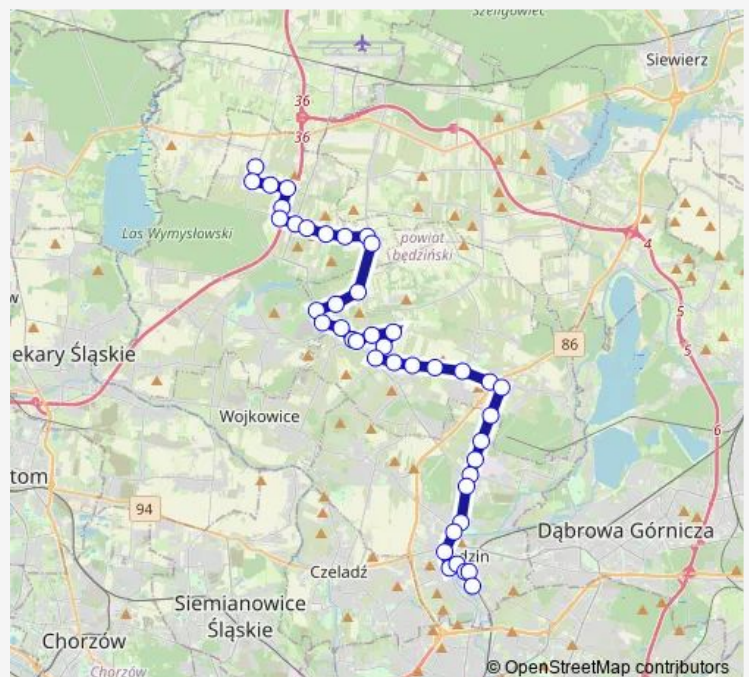 Szeligowiec
Siewierz
36
36
Las Wymysłowski
powiat
będziński
4
5
5
ekary Śląskie
86
Wojkowice
6
tom
94
Dąbrowa Górnicza
dzin
Czeladź
Siemianowice
Śląskie
Chorzów
Chorzów
© OpenStreetMap contributors